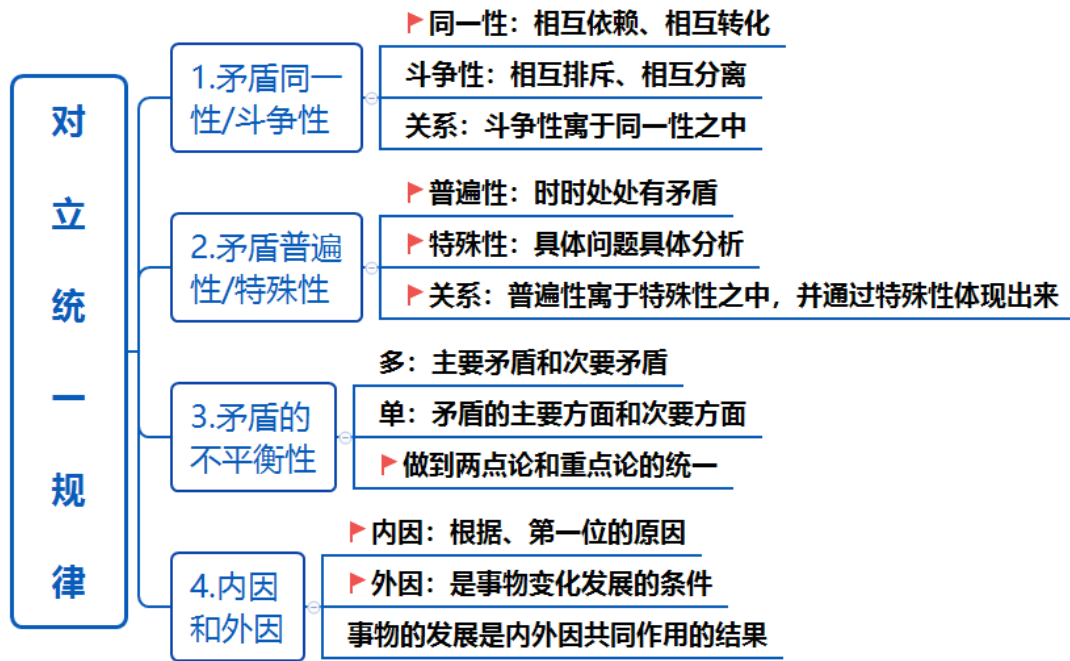 对立统一规律
1.矛盾同一
性/斗争性
同一性：相互依赖、相互转化
斗争性：相互排斥、相互分离
关系：斗争性寓于同一性之中
2.矛盾普遍
性/特殊性
普遍性：时时处处有矛盾
特殊性：具体问题具体分析
关系：普遍性寓于特殊性之中，并通过特殊性体现出来
3.矛盾的
不平衡性
多：主要矛盾和次要矛盾
单：矛盾的主要方面和次要方面
做到两点论和重点论的统一
4.内因
和外因
内因：根据、第一位的原因
外因：是事物变化发展的条件
事物的发展是内外因共同作用的结果